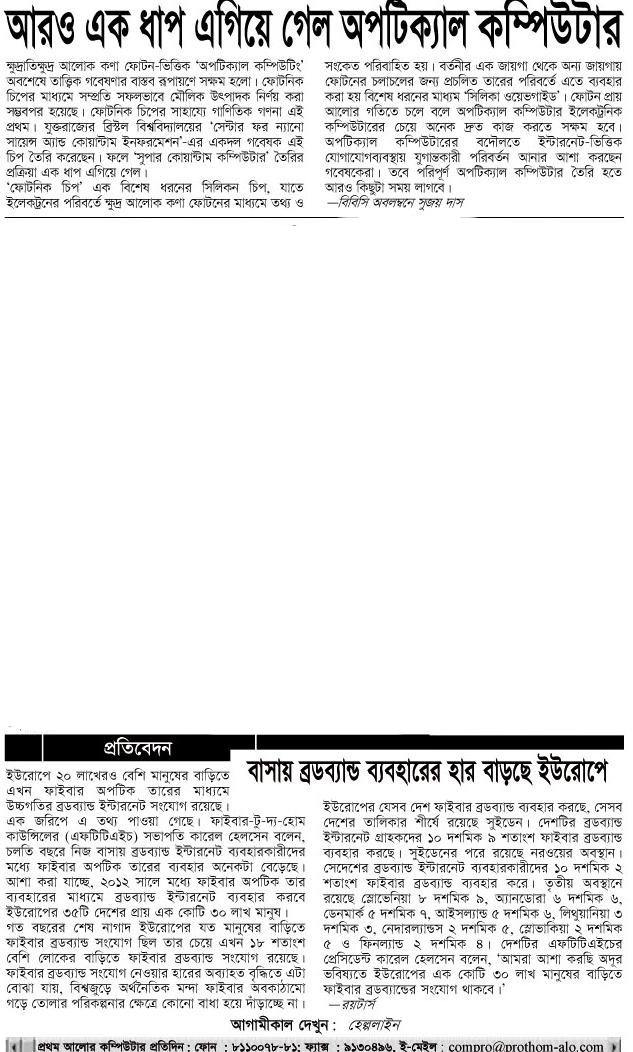 আরও এক ধাপ এগিয়ে গেল অপটিক্যাল কম্পিউটার
ক্ষুদ্রাতিক্ষুদ্র আলোক কণা ফোটন-ভিত্তিক ‘অপটিক্যাল কম্পিউটিং’
অবশেষে তাত্ত্বিক গবেষণার বাস্তব রূপায়ণে সক্ষম হলো। ফোটনিক
চিপের মাধ্যমে সম্প্রতি সফলভাবে মৌলিক উৎপাদক নির্ণয় করা
সম্ভবপর হয়েছে। ফোটনিক চিপের সাহায্যে গাণিতিক গণনা এই
প্রথম। যুক্তরাজ্যের ব্রিস্টল বিশ্ববিদ্যালয়ের ‘সেন্টার ফর ন্যানো
সায়েন্স অ্যান্ড কোয়ান্টাম ইনফরমেশন’-এর একদল গবেষক এই
চিপ তৈরি করেছেন। ফলে ‘সুপার কোয়ান্টাম কম্পিউটার’ তৈরির
প্রক্রিয়া এক ধাপ এগিয়ে গেল।
‘ফোটনিক চিপ’ এক বিশেষ ধরনের সিলিকন চিপ, যাতে
ইলেকট্রনের পরিবর্তে ক্ষুদ্র আলোক কণা ফোটনের মাধ্যমে তথ্য ও
সংকেত পরিবাহিত হয়। বর্তনীর এক জায়গা থেকে অন্য জায়গায়
ফোটনের চলাচলের জন্য প্রচলিত তারের পরিবর্তে এতে ব্যবহার
করা হয় বিশেষ ধরনের মাধ্যম ‘সিলিকা ওয়েভগাইড’। ফোটন প্রায়
আলোর গতিতে চলে বলে অপটিক্যাল কম্পিউটার ইলেকট্রনিক
কম্পিউটারের চেয়ে অনেক দ্রুত কাজ করতে সক্ষম হবে।
অপটিক্যাল কম্পিউটারের বদৌলতে ইন্টারনেট-ভিত্তিক
যোগাযোগব্যবস্থায় যুগান্তকারী পরিবর্তন আনার আশা করছেন
গবেষকেরা। তবে পরিপূর্ণ অপটিক্যাল কম্পিউটার তৈরি হতে
আরও কিছুটা সময় লাগবে।
—বিবিসি অবলম্বনে সুজয় দাস
প্রতিবেদন
বাসায় ব্রডব্যান্ড ব্যবহারের হার বাড়ছে ইউরোপে
ইউরোপে ২০ লাখেরও বেশি মানুষের বাড়িতে
এখন ফাইবার অপটিক তারের মাধ্যমে
উচ্চগতির ব্রডব্যান্ড ইন্টারনেট সংযোগ রয়েছে।
এক জরিপে এ তথ্য পাওয়া গেছে। ফাইবার-টু-দ্য-হোম
কাউন্সিলের (এফটিটিএইচ) সভাপতি কারেল হেলসেন বলেন,
চলতি বছরে নিজ বাসায় ব্রডব্যান্ড ইন্টারনেট ব্যবহারকারীদের
মধ্যে ফাইবার অপটিক তারের ব্যবহার অনেকটা বেড়েছে।
আশা করা যাচ্ছে, ২০১২ সালে মধ্যে ফাইবার অপটিক তার
ব্যবহারের মাধ্যমে ব্রডব্যান্ড ইন্টারনেট ব্যবহার করবে
ইউরোপের ৩৫টি দেশের প্রায় এক কোটি ৩০ লাখ মানুষ।
গত বছরের শেষ নাগাদ ইউরোপের যত মানুষের বাড়িতে
ফাইবার ব্রডব্যান্ড সংযোগ ছিল তার চেয়ে এখন ১৮ শতাংশ
বেশি লোকের বাড়িতে ফাইবার ব্রডব্যান্ড সংযোগ রয়েছে।
ফাইবার ব্রডব্যান্ড সংযোগ নেওয়ার হারের অব্যাহত বৃদ্ধিতে এটা
বোঝা যায়, বিশ্বজুড়ে অর্থনৈতিক মন্দা ফাইবার অবকাঠামো
গড়ে তোলার পরিকল্পনার ক্ষেত্রে কোনো বাধা হয়ে দাঁড়াচ্ছে না।
ইউরোপের যেসব দেশ ফাইবার ব্রডব্যান্ড ব্যবহার করছে, সেসব
দেশের তালিকার শীর্ষে রয়েছে সুইডেন। দেশটির ব্রডব্যান্ড
ইন্টারনেট গ্রাহকদের ১০ দশমিক ৯ শতাংশ ফাইবার ব্রডব্যান্ড
ব্যবহার করছে। সুইডেনের পরে রয়েছে নরওয়ের অবস্থান।
সেদেশের ব্রডব্যান্ড ইন্টারনেট ব্যবহারকারীদের ১০ দশমিক ২
শতাংশ ফাইবার ব্রডব্যান্ড ব্যবহার করে। তৃতীয় অবস্থানে
রয়েছে স্লোভেনিয়া ৮ দশমিক ৯, অ্যানডোরা ৬ দশমিক ৬,
ডেনমার্ক ৫ দশমিক ৭, আইসল্যান্ড ৫ দশমিক ৬, লিথুয়ানিয়া ৩
দশমিক ৩, নেদারল্যান্ডস ২ দশমিক ৫, স্লোভাকিয়া ২ দশমিক
৫ ও ফিনল্যান্ড ২ দশমিক ৪। দেশটির এফটিটিএইচের
প্রেসিডেন্ট কারেল হেলসেন বলেন, ‘আমরা আশা করছি অদূর
ভবিষ্যতে ইউরোপের এক কোটি ৩০ লাখ মানুষের বাড়িতে
ফাইবার ব্রডব্যান্ডের সংযোগ থাকবে।’
—রয়টার্স
আগামীকাল দেখুন : হেল্পলাইন
প্রথম আলোর কম্পিউটার প্রতিদিন : ফোন : ৮১১০০৭৮-৮১; ফ্যাক্স : ৯১৩০৪৯৬, ই-মেইল : compro@prothom-alo.com